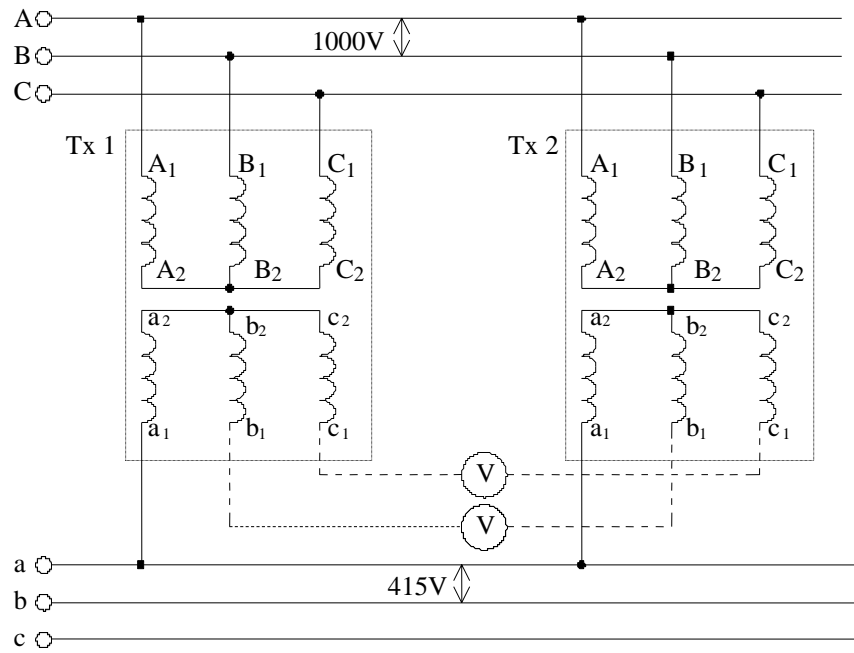 A
1000V
B
C
Tx 1
Tx 2
A1 B1 C1
A1 B1 C1
A2 B2 C2
A2 B2 C2
a2 b2 c2
a2 b2 c2
a1 b1 c1
a1 b1 c1
V
V
a
415V
b
c